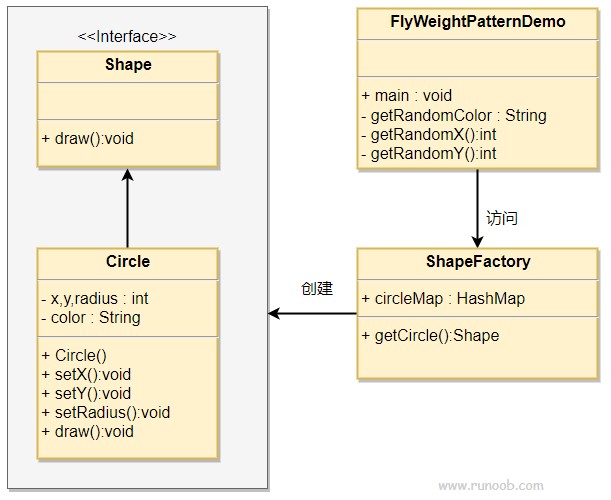 <<Interface>>
Shape
+ draw():void
Circle
- x,y,radius : int
- color : String
+ Circle()
+ setX():void
+ setY():void
+ setRadius():void
+ draw():void
FlyWeightPatternDemo
+ main : void
- getRandomColor : String
- getRandomX():int
- getRandomY():int
访问
ShapeFactory
+ circleMap : HashMap
+ getCircle():Shape
创建
www.runoob.com